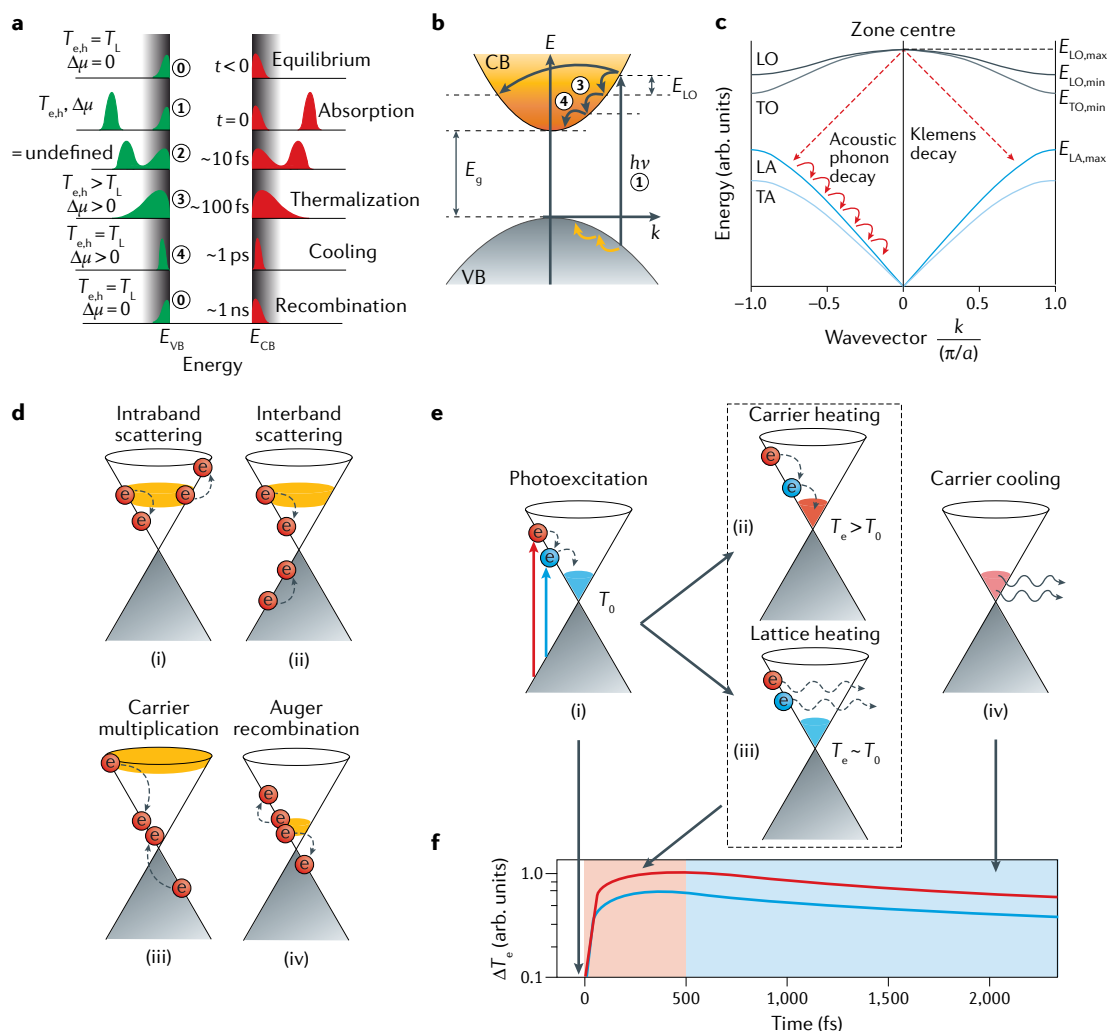 a
T_e,h = T_L
Δμ = 0
0
t < 0
Equilibrium
T_e,h, Δμ
1
t = 0
Absorption
= undefined
2
~10 fs
T_e,h > T_L
Δμ > 0
3
~100 fs
Thermalization
T_e,h = T_L
Δμ > 0
4
~1 ps
Cooling
T_e,h = T_L
Δμ = 0
0
~1 ns
Recombination
E_VB
E_CB
Energy
b
E
CB
3
4
E_LO
E_g
hν
1
k
VB
c
Zone centre
LO
TO
E_LO,max
E_LO,min
E_TO,min
Acoustic
phonon
decay
Klemens
decay
LA
TA
E_LA,max
Energy (arb. units)
−1.0
−0.5
0
0.5
1.0
Wavevector k/(π/a)
d
Intraband
scattering
e
e
e
e
(i)
Interband
scattering
e
e
e
e
(ii)
Carrier
multiplication
e
e
e
e
(iii)
Auger
recombination
e
e
e
e
(iv)
e
Photoexcitation
e
e
T_0
(i)
Carrier heating
e
e
(ii)
T_e > T_0
Lattice heating
e
e
(iii)
T_e ~ T_0
Carrier cooling
(iv)
f
ΔT_e (arb. units)
1.0
0.1
0
500
1,000
1,500
2,000
Time (fs)